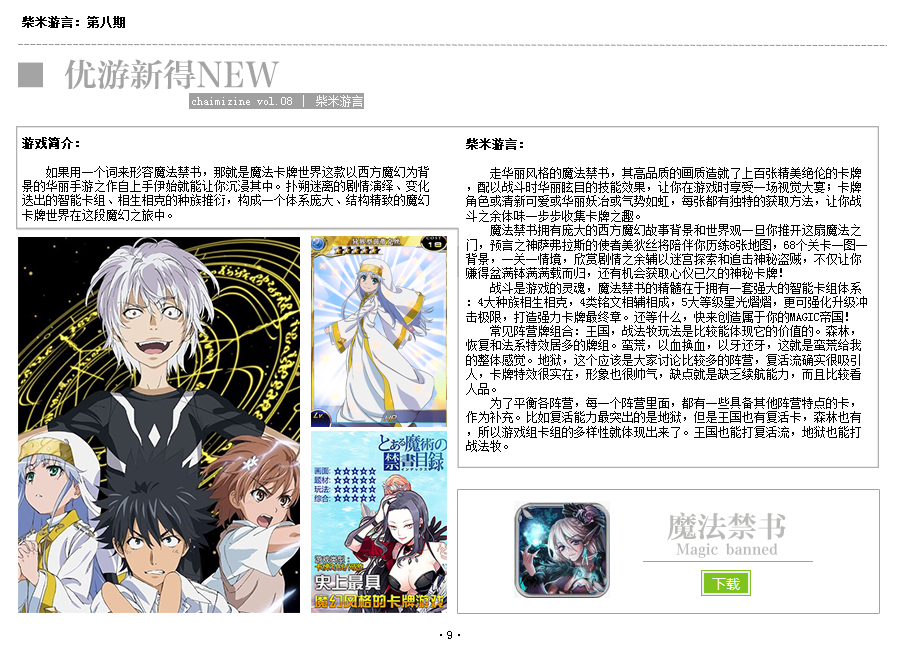 柴米游言：第八期
优游新得NEW
chaimizine vol.08 | 柴米游言
游戏简介：
如果用一个词来形容魔法禁书，那就是魔法卡牌世界这款以西方魔幻为背
景的华丽手游之作自上手伊始就能让你沉浸其中。扑朔迷离的剧情演绎、变化
达出的智能卡组、相生相克的种族推衍，构成一个体系庞大、结构精致的魔幻
卡牌世界在这段魔幻之旅中。
柴米游言：
走华丽风格的魔法禁书，其高品质的画质造就了上百张精美绝伦的卡牌
，配以战斗时华丽眩目的技能效果，让你在游戏时享受一场视觉大宴；卡牌
角色或清新可爱或华丽妖冶或气势如虹，每张都有独特的获取方法，让你战
斗之余体味一步步收集卡牌之趣。
魔法禁书拥有庞大的西方魔幻故事背景和世界观一旦你推开这扇魔法之
门，预言之神萨弗拉斯的使者美狄丝将陪伴你历练8张地图，68个关卡一图一
背景，一关一情境，欣赏剧情之余辅以迷宫探索和追击神秘盗贼，不仅让你
赚得盆满钵满满载而归，还有机会获取心仪已久的神秘卡牌！
战斗是游戏的灵魂，魔法禁书的精髓在于拥有一套强大的智能卡组体系
：4大种族相生相克，4类铭文相辅相成，5大等级星光熠熠，更可强化升级冲
击极限，打造强力卡牌最终章。还等什么，快来创造属于你的MAGIC帝国！
常见阵营牌组合：王国，战法牧玩法是比较能体现它的价值的。森林，
恢复和法系特效居多的牌组。蛮荒，以血换血，以牙还牙，这就是蛮荒给我
的整体感觉。地狱，这个应该是大家讨论比较多的阵营，复活流确实很吸引
人，卡牌特效很实在，形象也很帅气，缺点就是缺乏续航能力，而且比较看
人品。
为了平衡各阵营，每一个阵营里面，都有一些具备其他阵营特点的卡，
作为补充。比如复活能力最突出的是地狱，但是王国也有复活卡，森林也有
，所以游戏组卡组的多样性就体现出来了。王国也能打复活流，地狱也能打
战法牧。
18
Lv
HP
とある魔術の
禁書目録
画面：☆☆☆☆☆
题材：☆☆☆☆☆
玩法：☆☆☆☆☆
综合：☆☆☆☆☆
游戏类型：
史上最具
魔幻风格的卡牌游戏
魔法禁书
Magic banned
下载
·9·